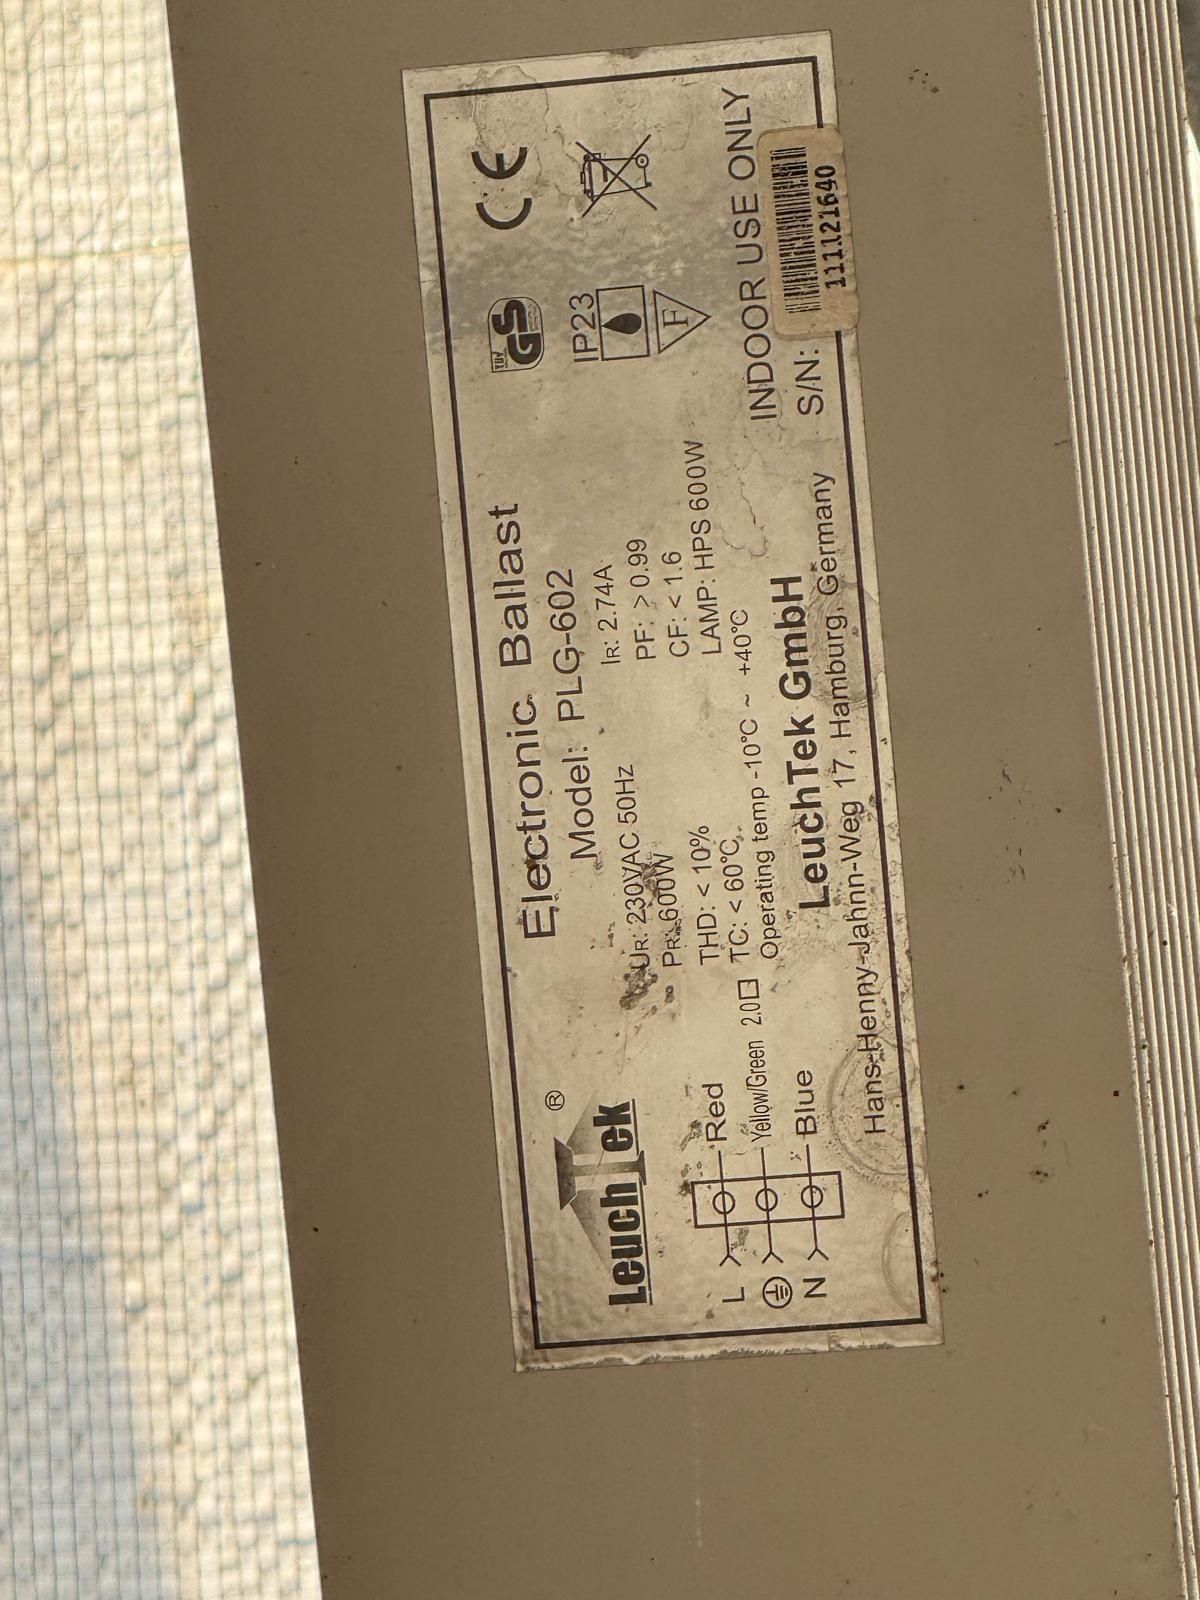 LeuchTek ®
Electronic Ballast
Model: PLG-602
UR: 230VAC 50Hz
IR: 2.74A
PR: 600W
PF: > 0.99
CF: < 1.6
THD: < 10%
LAMP: HPS 600W
TC: < 60°C
Operating temp -10°C ~ +40°C
L Red
Yellow/Green 2.0□
N Blue
TÜV
GS
CE
IP23
F
INDOOR USE ONLY
LeuchTek GmbH
S/N: 111121640
Hans-Henny-Jahnn-Weg 17, Hamburg, Germany